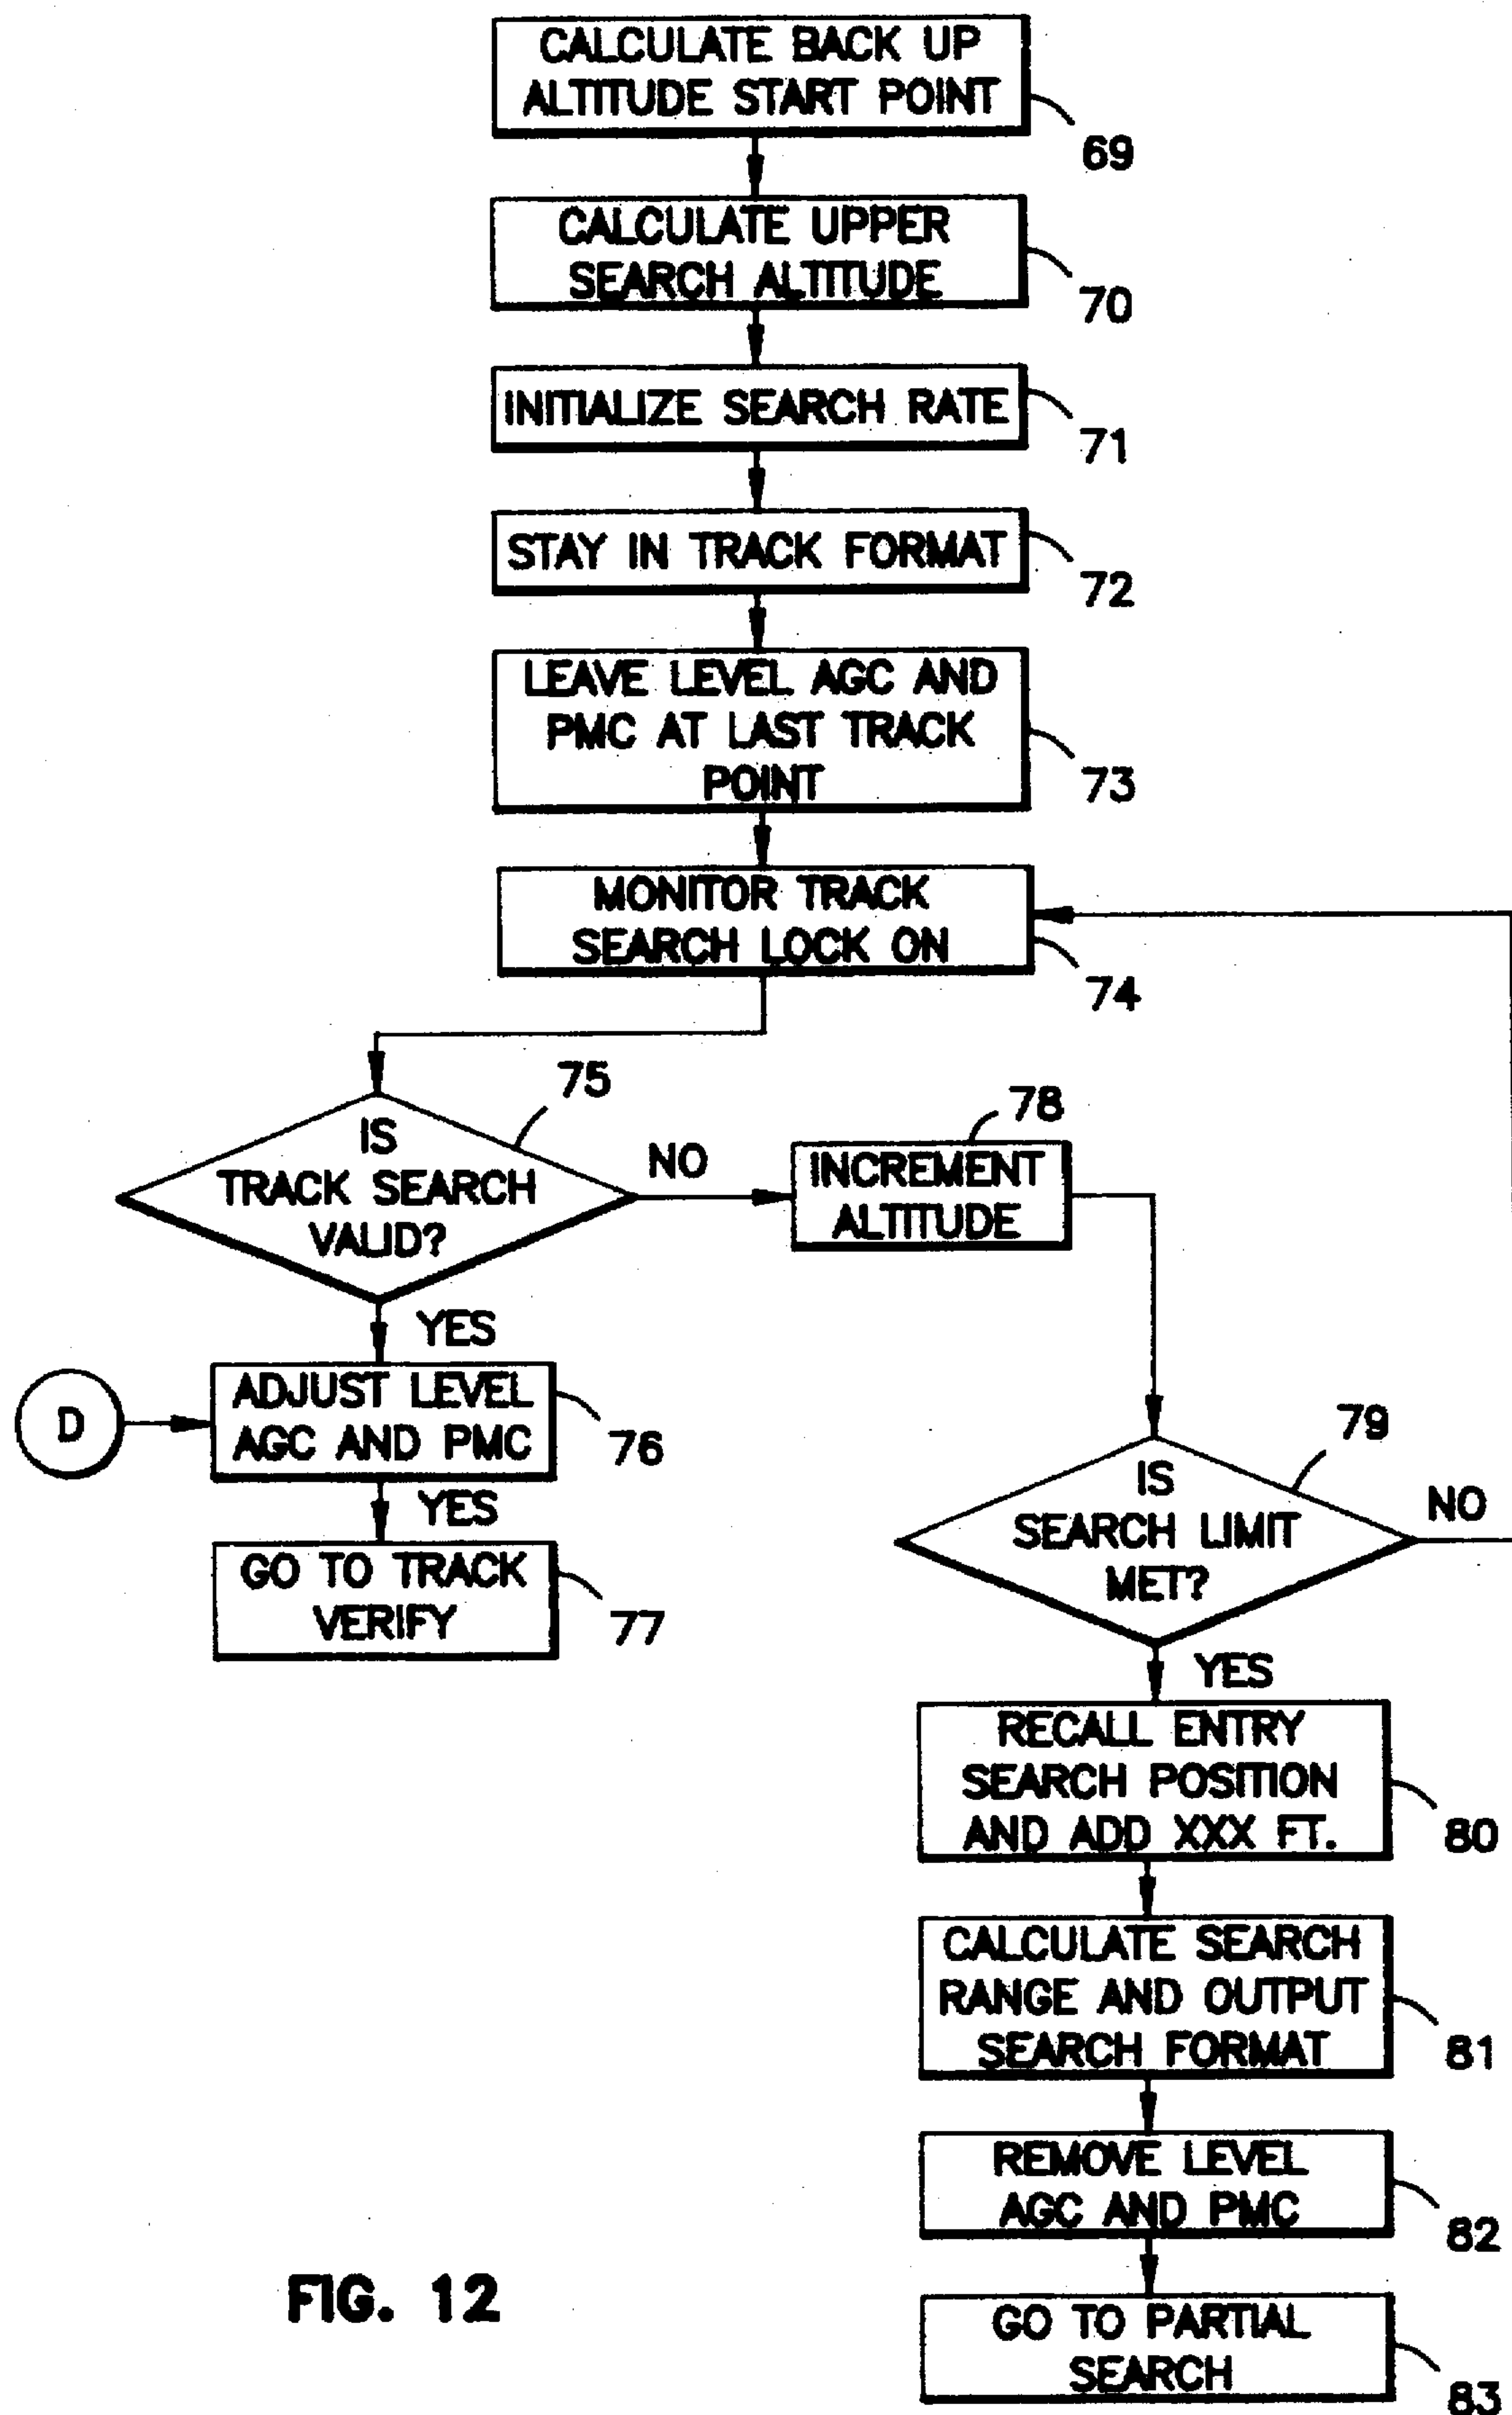 CALCULATE BACK UP
ALTITUDE START POINT
69
CALCULATE UPPER
SEARCH ALTITUDE
70
INITIALIZE SEARCH RATE
71
STAY IN TRACK FORMAT
72
LEAVE LEVEL AGC AND
PMC AT LAST TRACK
POINT
73
MONITOR TRACK
SEARCH LOCK ON
74
75
IS
TRACK SEARCH
VALID?
NO
78
INCREMENT
ALTITUDE
YES
D
ADJUST LEVEL
AGC AND PMC
76
YES
GO TO TRACK
VERIFY
77
79
IS
SEARCH LIMIT
MET?
NO
YES
RECALL ENTRY
SEARCH POSITION
AND ADD XXX FT.
80
CALCULATE SEARCH
RANGE AND OUTPUT
SEARCH FORMAT
81
REMOVE LEVEL
AGC AND PMC
82
GO TO PARTIAL
SEARCH
83
FIG. 12